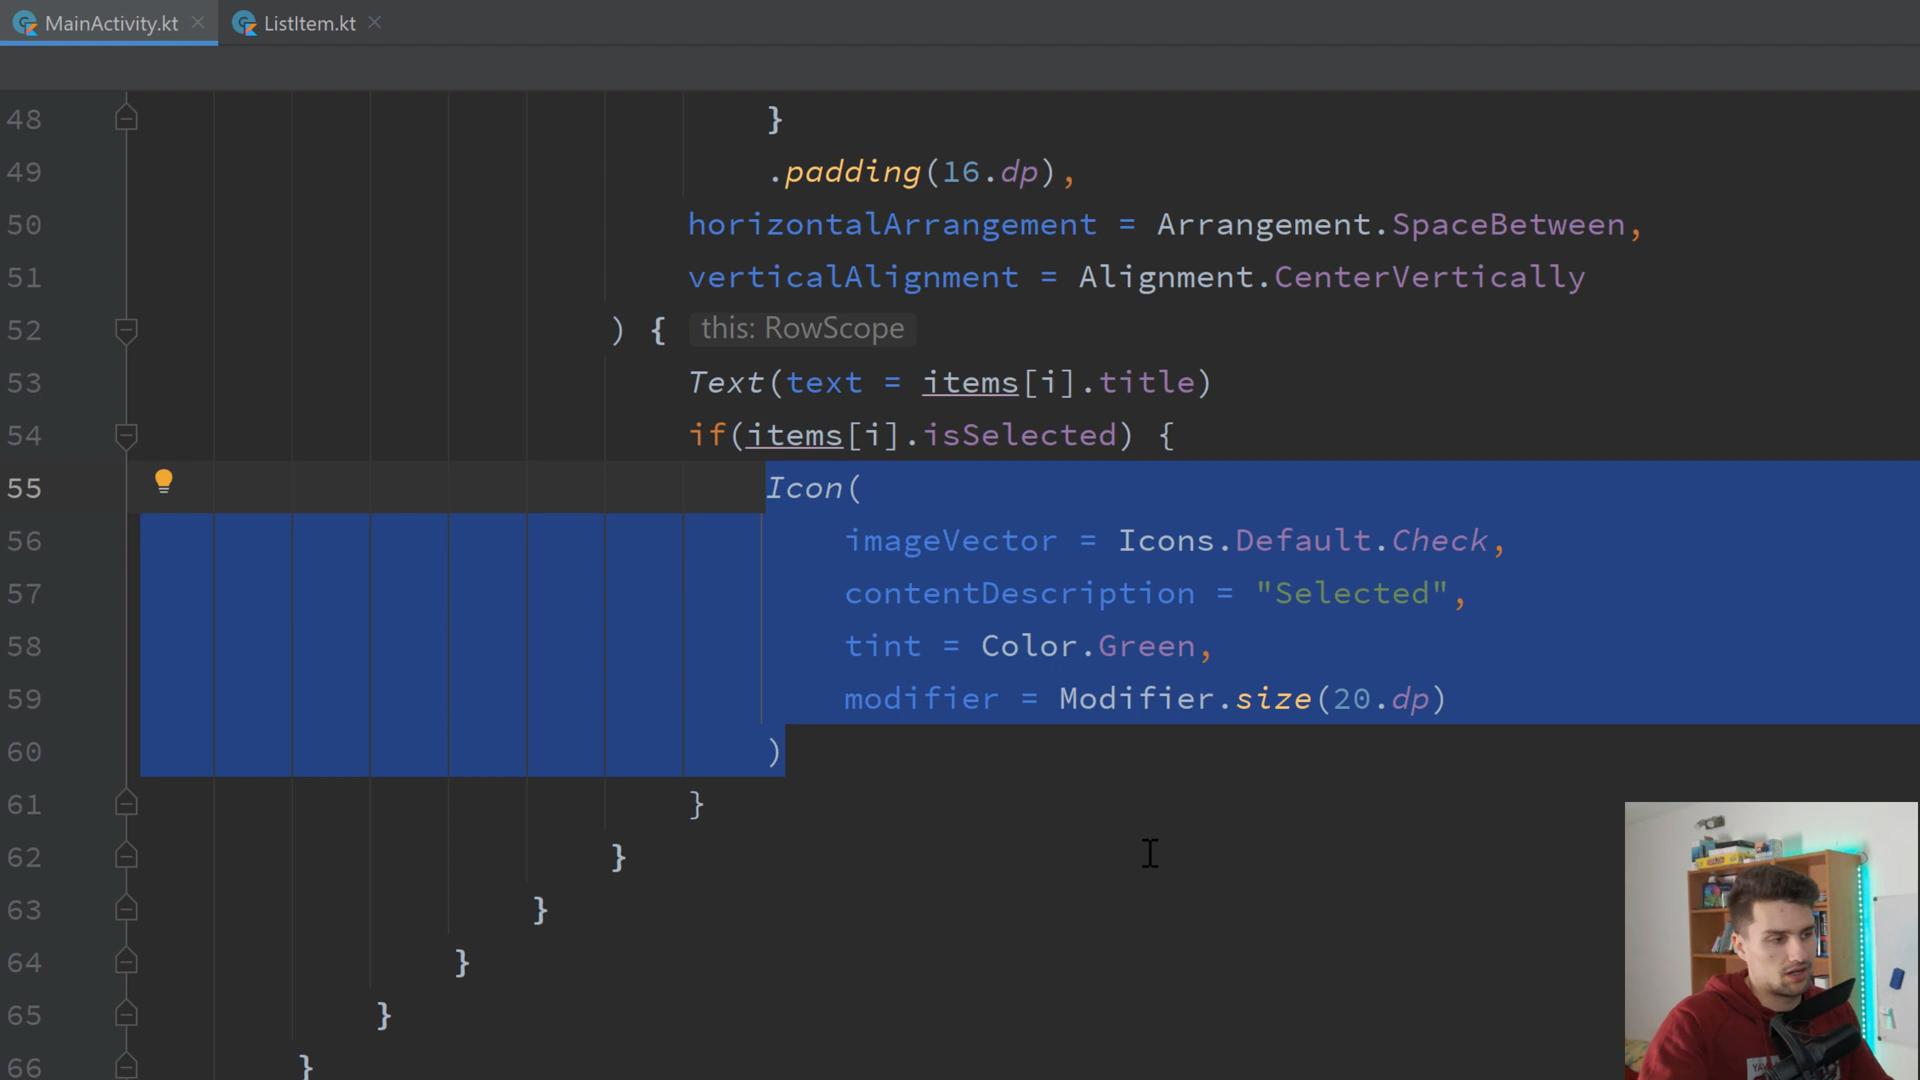 MainActivity.kt
ListItem.kt
48 }
49 .padding(16.dp),
50 horizontalArrangement = Arrangement.SpaceBetween,
51 verticalAlignment = Alignment.CenterVertically
52 ) { this: RowScope
53 Text(text = items[i].title)
54 if(items[i].isSelected) {
55 Icon(
56 imageVector = Icons.Default.Check,
57 contentDescription = "Selected",
58 tint = Color.Green,
59 modifier = Modifier.size(20.dp)
60 )
61 }
62 }
63 }
64 }
65 }
66 }